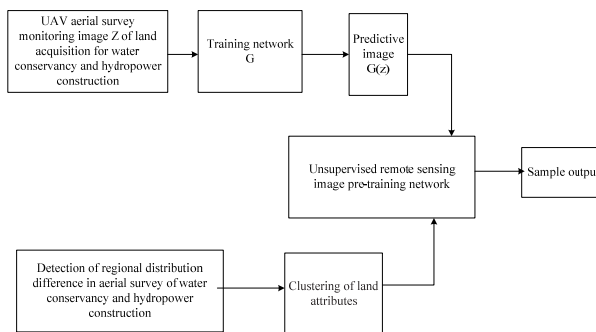 UAV aerial survey
monitoring image Z of land
acquisition for water
conservancy and hydropower
construction
Training network
G
Predictive
image
G(z)
Unsupervised remote sensing
image pre-training network
Sample output
Detection of regional distribution
difference in aerial survey of water
conservancy and hydropower
construction
Clustering of land
attributes